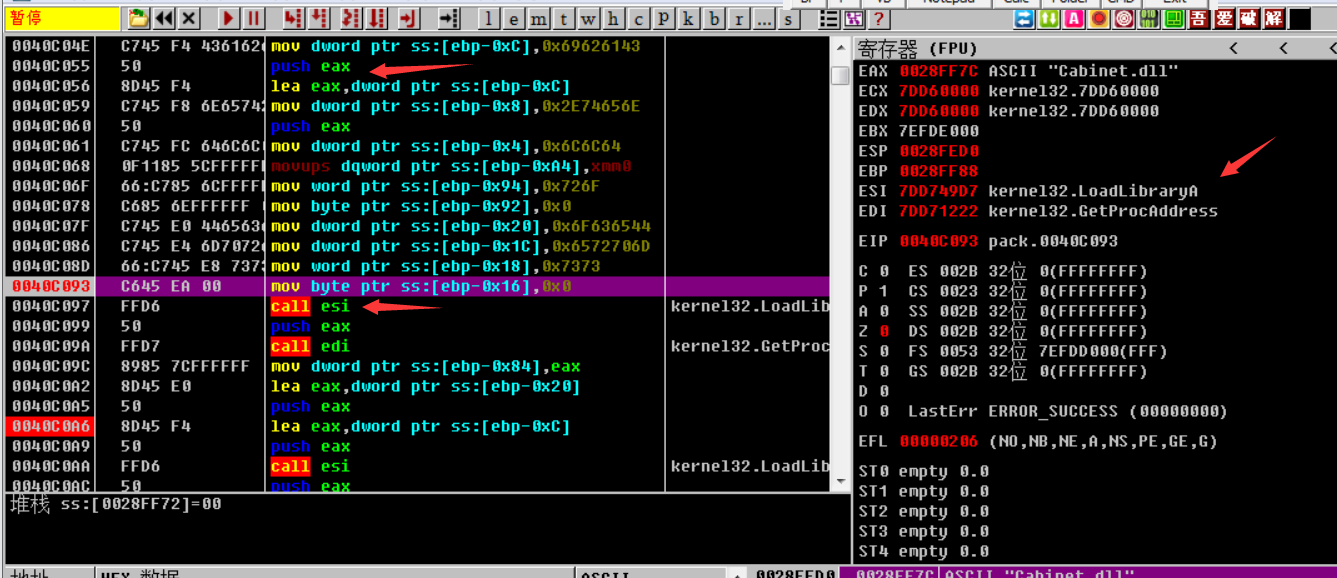 暂停 l e m t w h c P k b r ... s ? 吾 爱 破 解
0040C04E C745 F4 436162 mov dword ptr ss:[ebp-0xC],0x69626143
0040C055 50 push eax
0040C056 8D45 F4 lea eax,dword ptr ss:[ebp-0xC]
0040C059 C745 F8 6E6574 mov dword ptr ss:[ebp-0x8],0x2E74656E
0040C060 50 push eax
0040C061 C745 FC 646C6C mov dword ptr ss:[ebp-0x4],0x6C6C64
0040C068 0F1185 5CFFFFF movups dqword ptr ss:[ebp-0xA4],xmm0
0040C06F 66:C785 6CFFFF mov word ptr ss:[ebp-0x94],0x726F
0040C078 C685 6EFFFFFF mov byte ptr ss:[ebp-0x92],0x0
0040C07F C745 E0 446563 mov dword ptr ss:[ebp-0x20],0x6F636544
0040C086 C745 E4 6D7072 mov dword ptr ss:[ebp-0x1C],0x6572706D
0040C08D 66:C745 E8 737 mov word ptr ss:[ebp-0x18],0x7373
0040C093 C645 EA 00 mov byte ptr ss:[ebp-0x16],0x0
0040C097 FFD6 call esi kernel32.LoadLib
0040C099 50 push eax
0040C09A FFD7 call edi kernel32.GetProc
0040C09C 8985 7CFFFFFF mov dword ptr ss:[ebp-0x84],eax
0040C0A2 8D45 E0 lea eax,dword ptr ss:[ebp-0x20]
0040C0A5 50 push eax
0040C0A6 8D45 F4 lea eax,dword ptr ss:[ebp-0xC]
0040C0A9 50 push eax
0040C0AA FFD6 call esi kernel32.LoadLib
0040C0AC 50 push eax
堆栈 ss:[0028FF72]=00
寄存器 (FPU) < < <
EAX 0028FF7C ASCII "Cabinet.dll"
ECX 7DD60000 kernel32.7DD60000
EDX 7DD60000 kernel32.7DD60000
EBX 7EFDE000
ESP 0028FED0
EBP 0028FF88
ESI 7DD749D7 kernel32.LoadLibraryA
EDI 7DD71222 kernel32.GetProcAddress
EIP 0040C093 pack.0040C093
C 0 ES 002B 32位 0(FFFFFFFF)
P 1 CS 0023 32位 0(FFFFFFFF)
A 0 SS 002B 32位 0(FFFFFFFF)
Z 0 DS 002B 32位 0(FFFFFFFF)
S 0 FS 0053 32位 7EFDD000(FFF)
T 0 GS 002B 32位 0(FFFFFFFF)
D 0
O 0 LastErr ERROR_SUCCESS (00000000)
EFL 00000206 (NO,NB,NE,A,NS,PE,GE,G)
ST0 empty 0.0
ST1 empty 0.0
ST2 empty 0.0
ST3 empty 0.0
ST4 empty 0.0
地址 HEX 数据 ASCII 0028FED0 0028FF7C ASCII "Cabinet.dll"